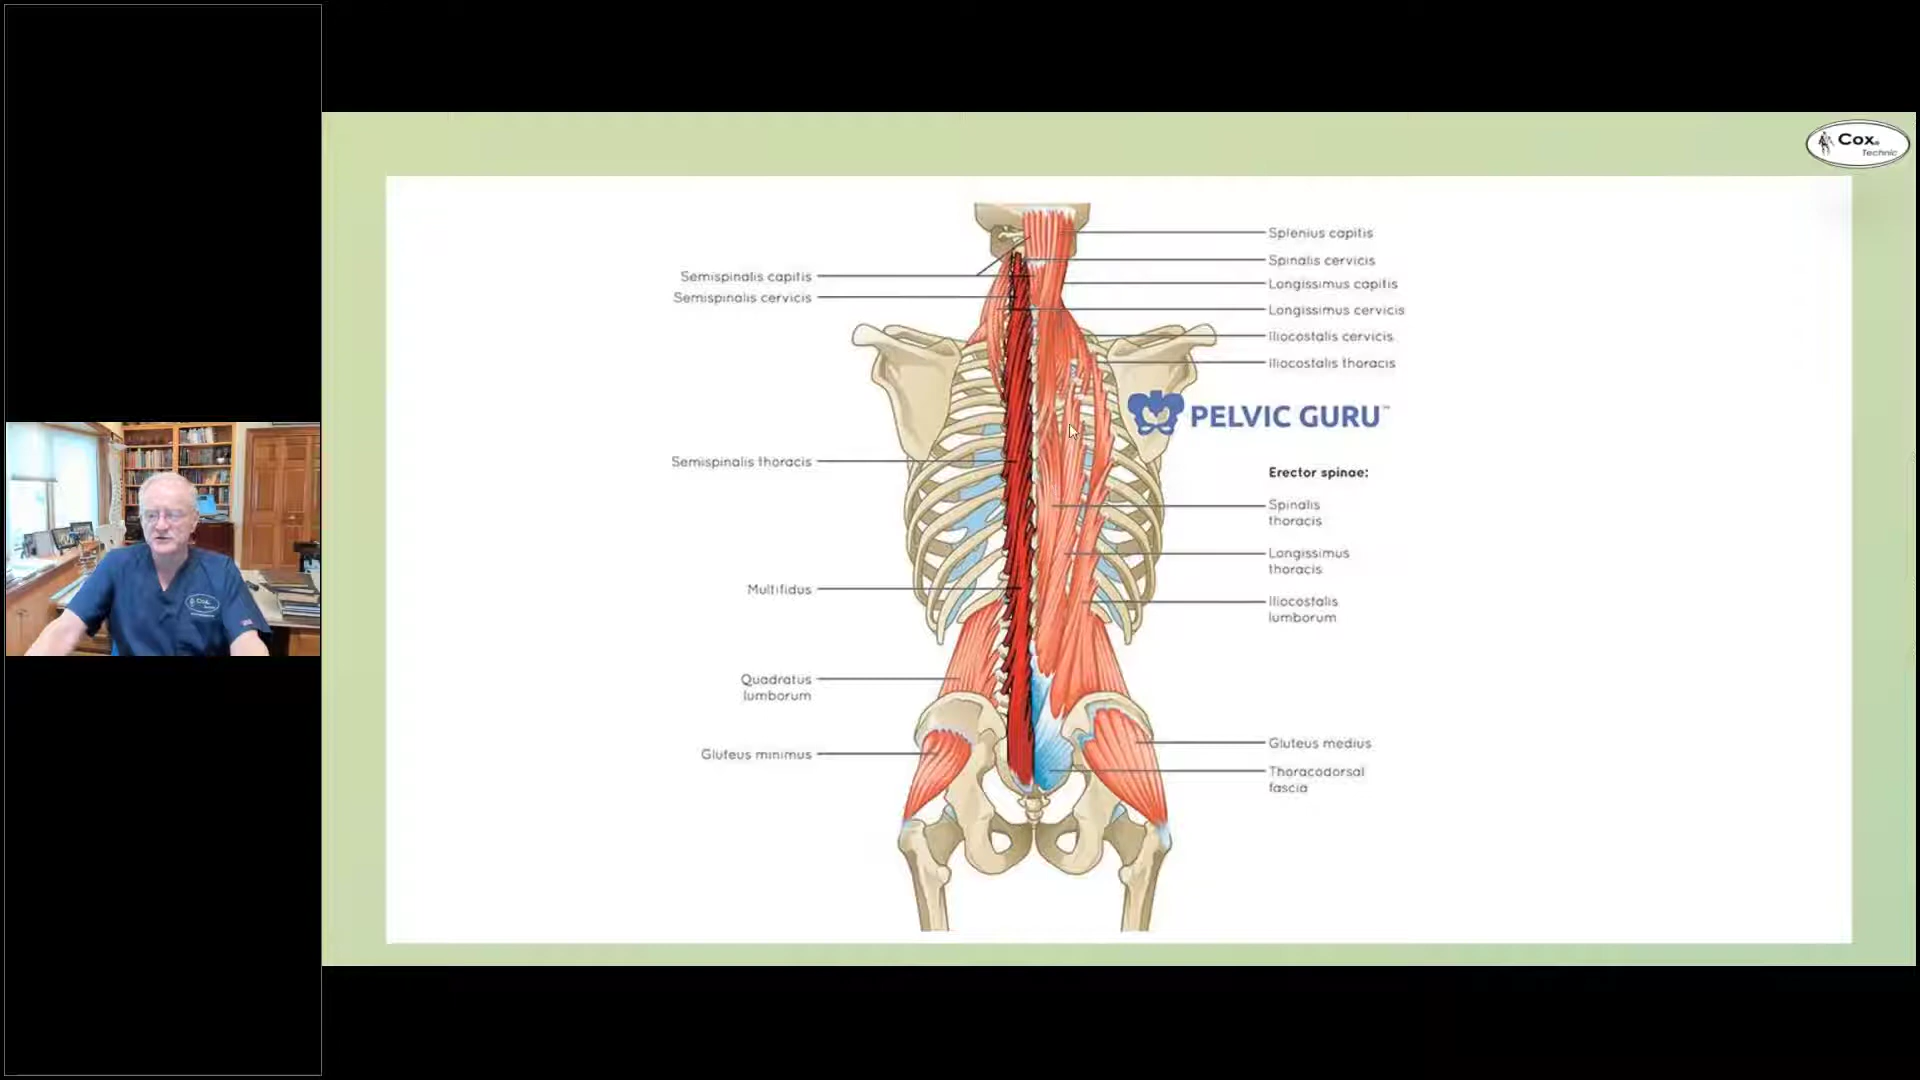 Cox®
Technic
Splenius capitis
Spinalis cervicis
Semispinalis capitis
Longissimus capitis
Semispinalis cervicis
Longissimus cervicis
Iliocostalis cervicis
Iliocostalis thoracis
PELVIC GURU™
Semispinalis thoracis
Erector spinae:
Spinalis
thoracis
Longissimus
thoracis
Multifidus
Iliocostalis
lumborum
Quadratus
lumborum
Gluteus minimus
Gluteus medius
Thoracodorsal
fascia
Cox